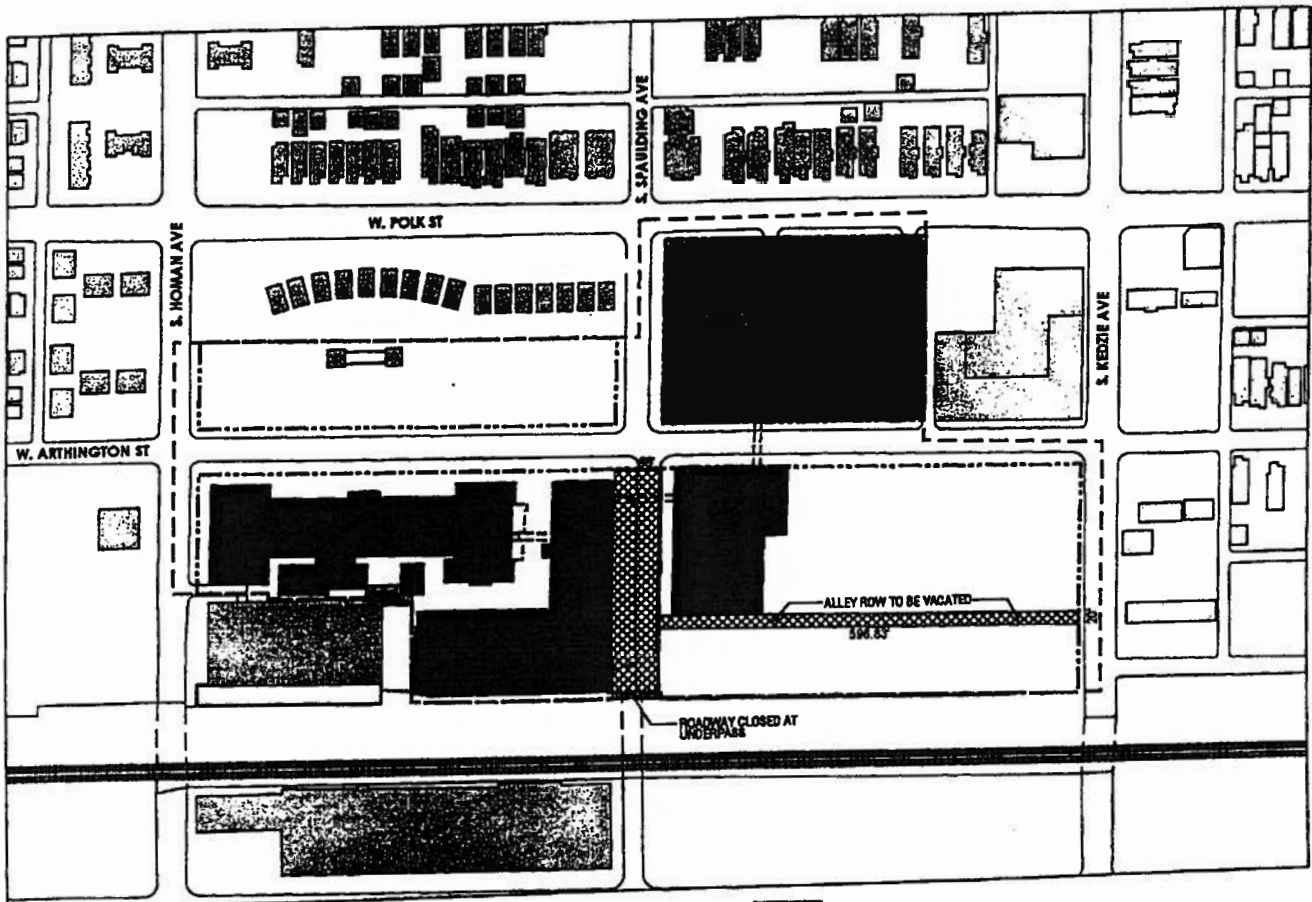 S. SPAULDING AVE
W. POLK ST
S. HOMAN AVE
S. KEDZIE AVE
W. ARTHINGTON ST
ALLEY ROW TO BE VACATED
596.83'
20'
ROADWAY CLOSED AT
UNDERPASS